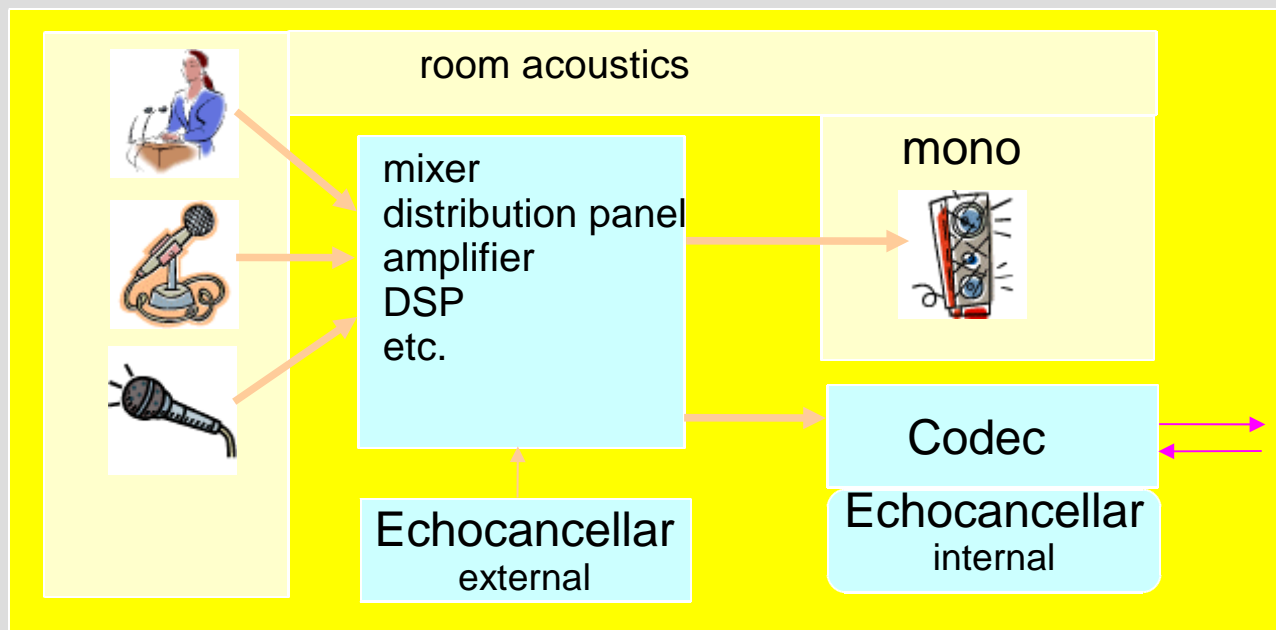 room acoustics
mixer
distribution panel
amplifier
DSP
etc.
mono
Codec
Echocancellar
external
Echocancellar
internal